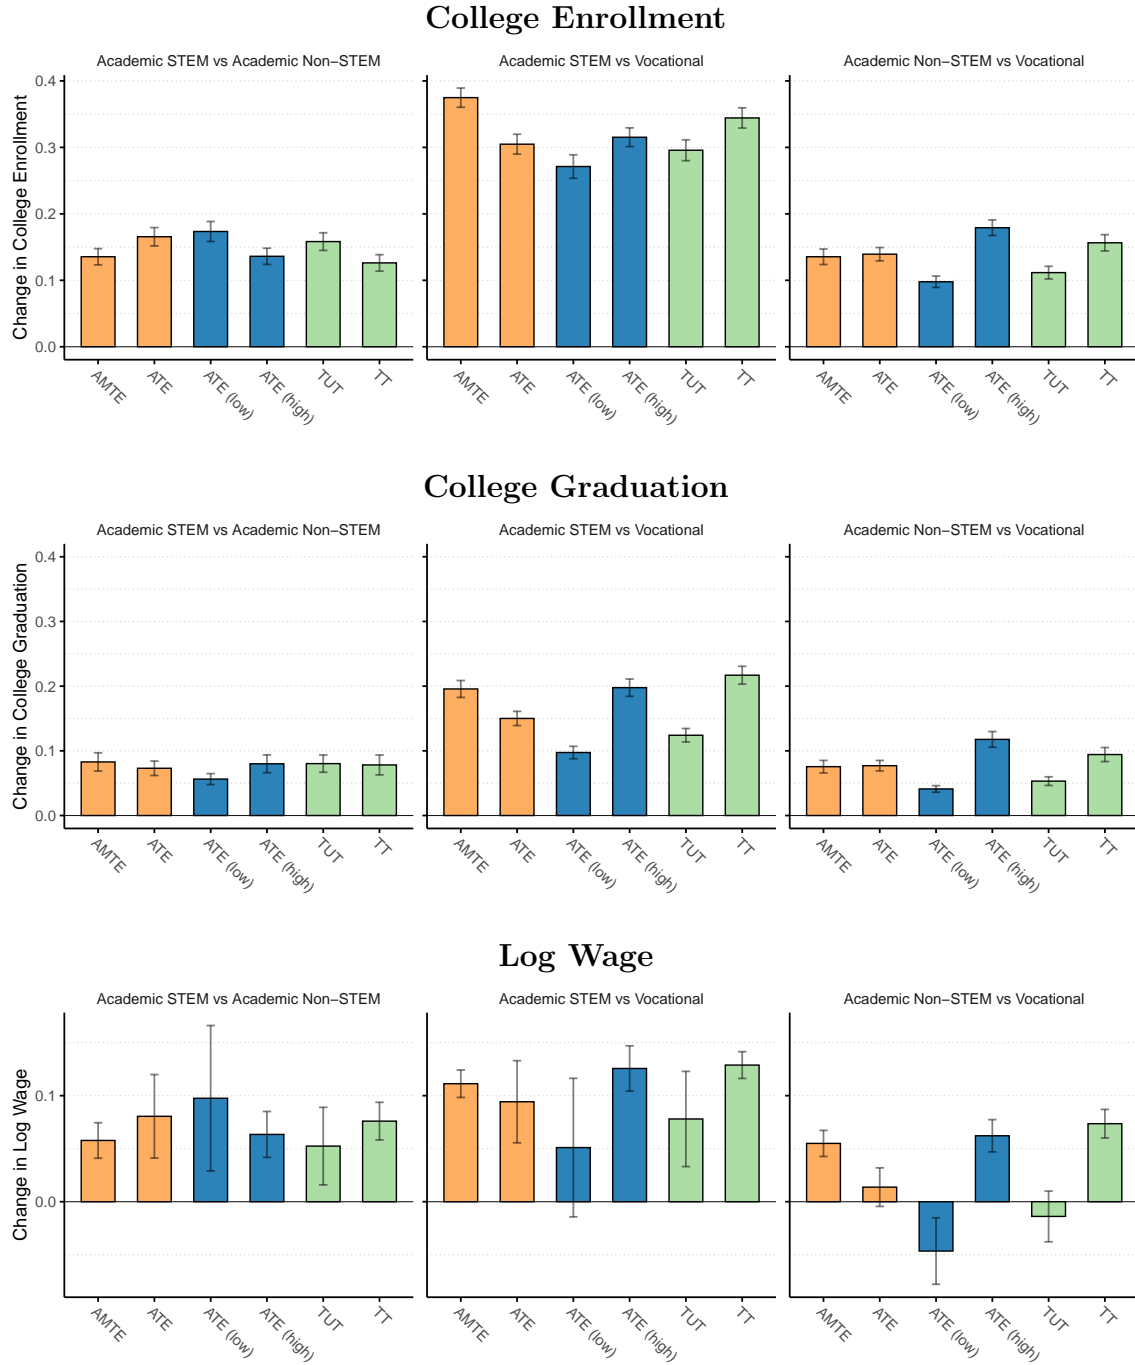 College Enrollment
Academic STEM vs Academic Non−STEM
Academic STEM vs Vocational
Academic Non−STEM vs Vocational
Change in College Enrollment
0.4
0.3
0.2
0.1
0.0
AMTE
ATE
ATE (low)
ATE (high)
TUT
TT
AMTE
ATE
ATE (low)
ATE (high)
TUT
TT
AMTE
ATE
ATE (low)
ATE (high)
TUT
TT
College Graduation
Academic STEM vs Academic Non−STEM
Academic STEM vs Vocational
Academic Non−STEM vs Vocational
Change in College Graduation
0.4
0.3
0.2
0.1
0.0
AMTE
ATE
ATE (low)
ATE (high)
TUT
TT
AMTE
ATE
ATE (low)
ATE (high)
TUT
TT
AMTE
ATE
ATE (low)
ATE (high)
TUT
TT
Log Wage
Academic STEM vs Academic Non−STEM
Academic STEM vs Vocational
Academic Non−STEM vs Vocational
Change in Log Wage
0.1
0.0
AMTE
ATE
ATE (low)
ATE (high)
TUT
TT
AMTE
ATE
ATE (low)
ATE (high)
TUT
TT
AMTE
ATE
ATE (low)
ATE (high)
TUT
TT